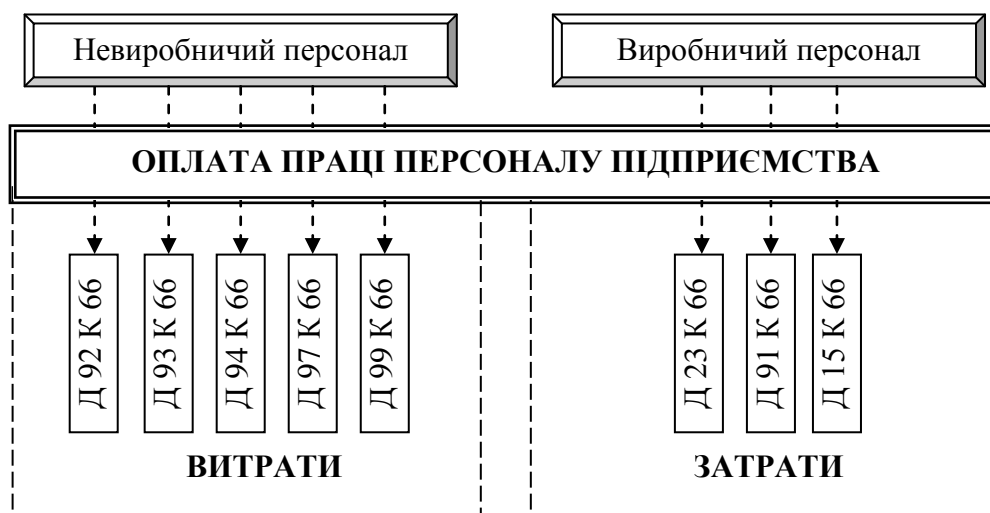 Невиробничий персонал
Виробничий персонал
ОПЛАТА ПРАЦІ ПЕРСОНАЛУ ПІДПРИЄМСТВА
Д 92 К 66
Д 93 К 66
Д 94 К 66
Д 97 К 66
Д 99 К 66
Д 23 К 66
Д 91 К 66
Д 15 К 66
ВИТРАТИ
ЗАТРАТИ